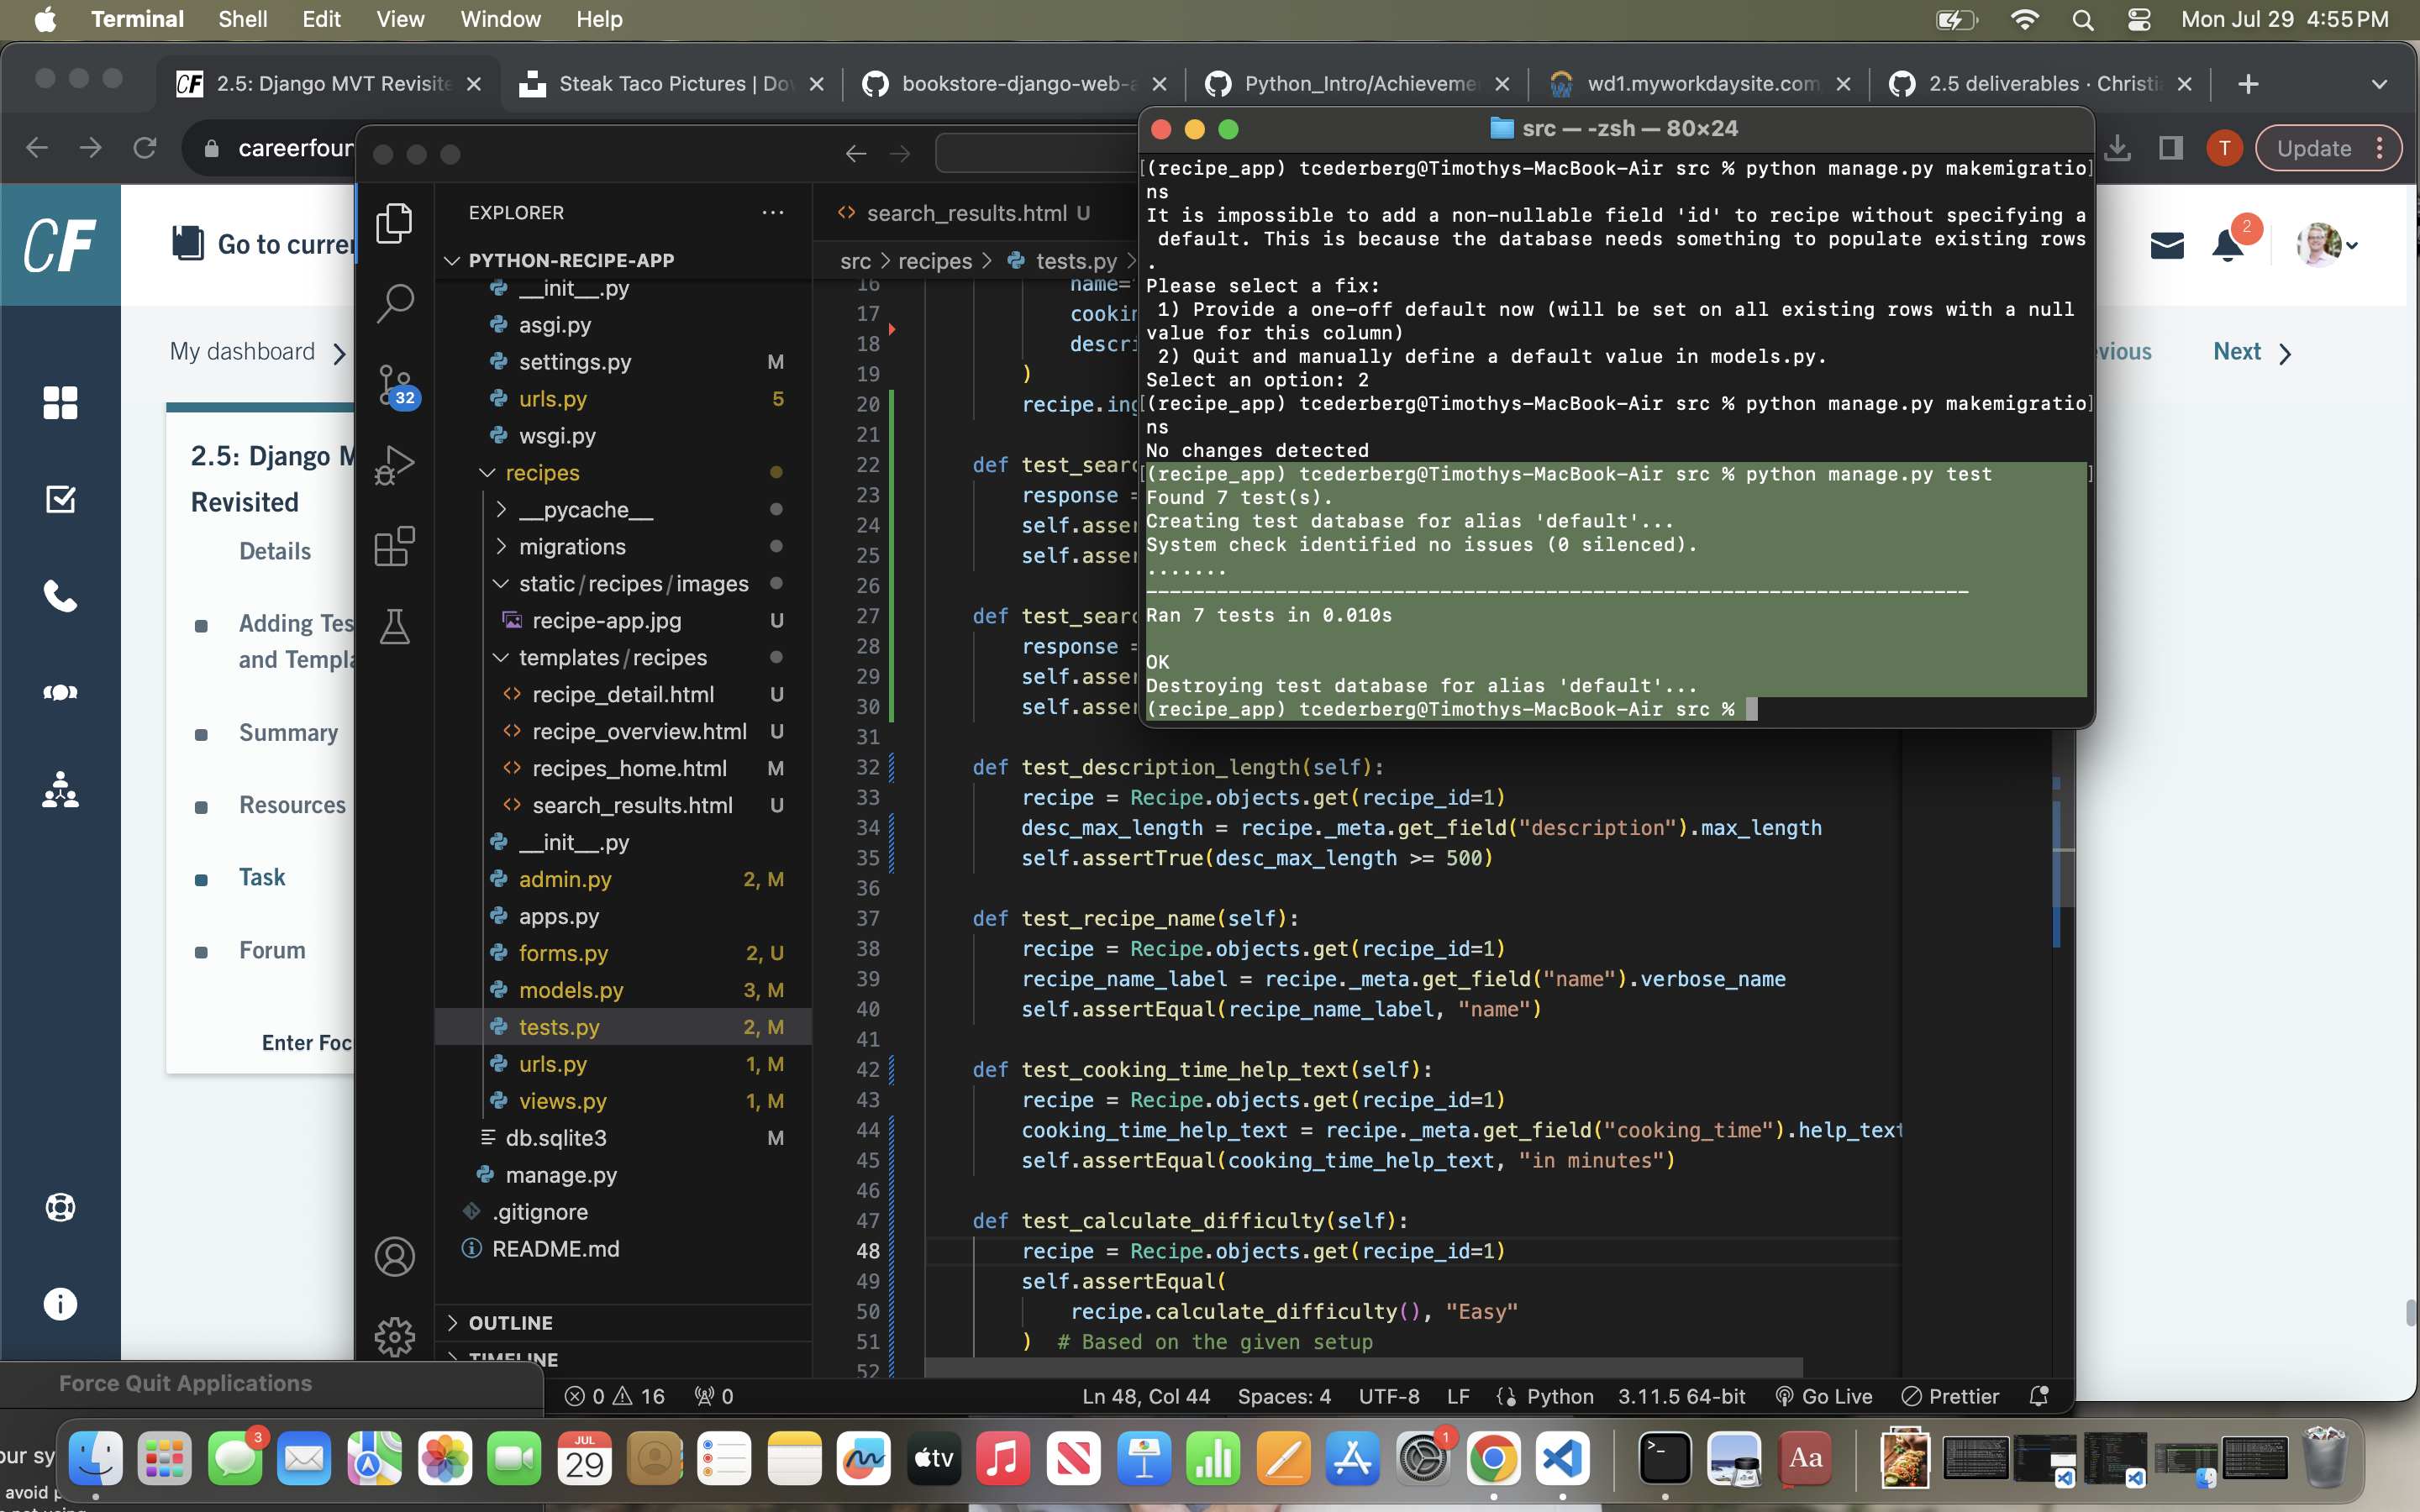 Terminal Shell Edit View Window Help Mon Jul 29 4:55 PM
2.5: Django MVT Revisite Steak Taco Pictures | Dov bookstore-django-web-a Python_Intro/Achieveme wd1.myworkdaysite.com 2.5 deliverables · Christi
careerfoun T Update
CF Go to curre 2
My dashboard vious Next
2.5: Django M
Revisited
Details
Adding Tes
and Templa
Summary
Resources
Task
Forum
Enter Foc
EXPLORER
PYTHON-RECIPE-APP
__init__.py
asgi.py
settings.py M
urls.py 5
wsgi.py
recipes
__pycache__
migrations
static/recipes/images
recipe-app.jpg U
templates/recipes
recipe_detail.html U
recipe_overview.html U
recipes_home.html M
search_results.html U
__init__.py
admin.py 2, M
apps.py
forms.py 2, U
models.py 3, M
tests.py 2, M
urls.py 1, M
views.py 1, M
db.sqlite3 M
manage.py
.gitignore
README.md
OUTLINE
TIMELINE
32
search_results.html U
src > recipes > tests.py >
16 name=
17 cookin
18 descri
19 )
20 recipe.ing
21
22 def test_searc
23 response =
24 self.asser
25 self.asser
26
27 def test_searc
28 response =
29 self.asser
30 self.asser
31
32 def test_description_length(self):
33 recipe = Recipe.objects.get(recipe_id=1)
34 desc_max_length = recipe._meta.get_field("description").max_length
35 self.assertTrue(desc_max_length >= 500)
36
37 def test_recipe_name(self):
38 recipe = Recipe.objects.get(recipe_id=1)
39 recipe_name_label = recipe._meta.get_field("name").verbose_name
40 self.assertEqual(recipe_name_label, "name")
41
42 def test_cooking_time_help_text(self):
43 recipe = Recipe.objects.get(recipe_id=1)
44 cooking_time_help_text = recipe._meta.get_field("cooking_time").help_text
45 self.assertEqual(cooking_time_help_text, "in minutes")
46
47 def test_calculate_difficulty(self):
48 recipe = Recipe.objects.get(recipe_id=1)
49 self.assertEqual(
50 recipe.calculate_difficulty(), "Easy"
51 ) # Based on the given setup
52
0 16 0 Ln 48, Col 44 Spaces: 4 UTF-8 LF Python 3.11.5 64-bit Go Live Prettier
src — -zsh — 80×24
[(recipe_app) tcederberg@Timothys-MacBook-Air src % python manage.py makemigratio]
ns
It is impossible to add a non-nullable field 'id' to recipe without specifying a
default. This is because the database needs something to populate existing rows
.
Please select a fix:
1) Provide a one-off default now (will be set on all existing rows with a null
value for this column)
2) Quit and manually define a default value in models.py.
Select an option: 2
[(recipe_app) tcederberg@Timothys-MacBook-Air src % python manage.py makemigratio]
ns
No changes detected
[(recipe_app) tcederberg@Timothys-MacBook-Air src % python manage.py test ]
Found 7 test(s).
Creating test database for alias 'default'...
System check identified no issues (0 silenced).
.......
----------------------------------------------------------------------
Ran 7 tests in 0.010s
OK
Destroying test database for alias 'default'...
(recipe_app) tcederberg@Timothys-MacBook-Air src %
Force Quit Applications
our sy
avoid
3 JUL 29 tv 1 Aa